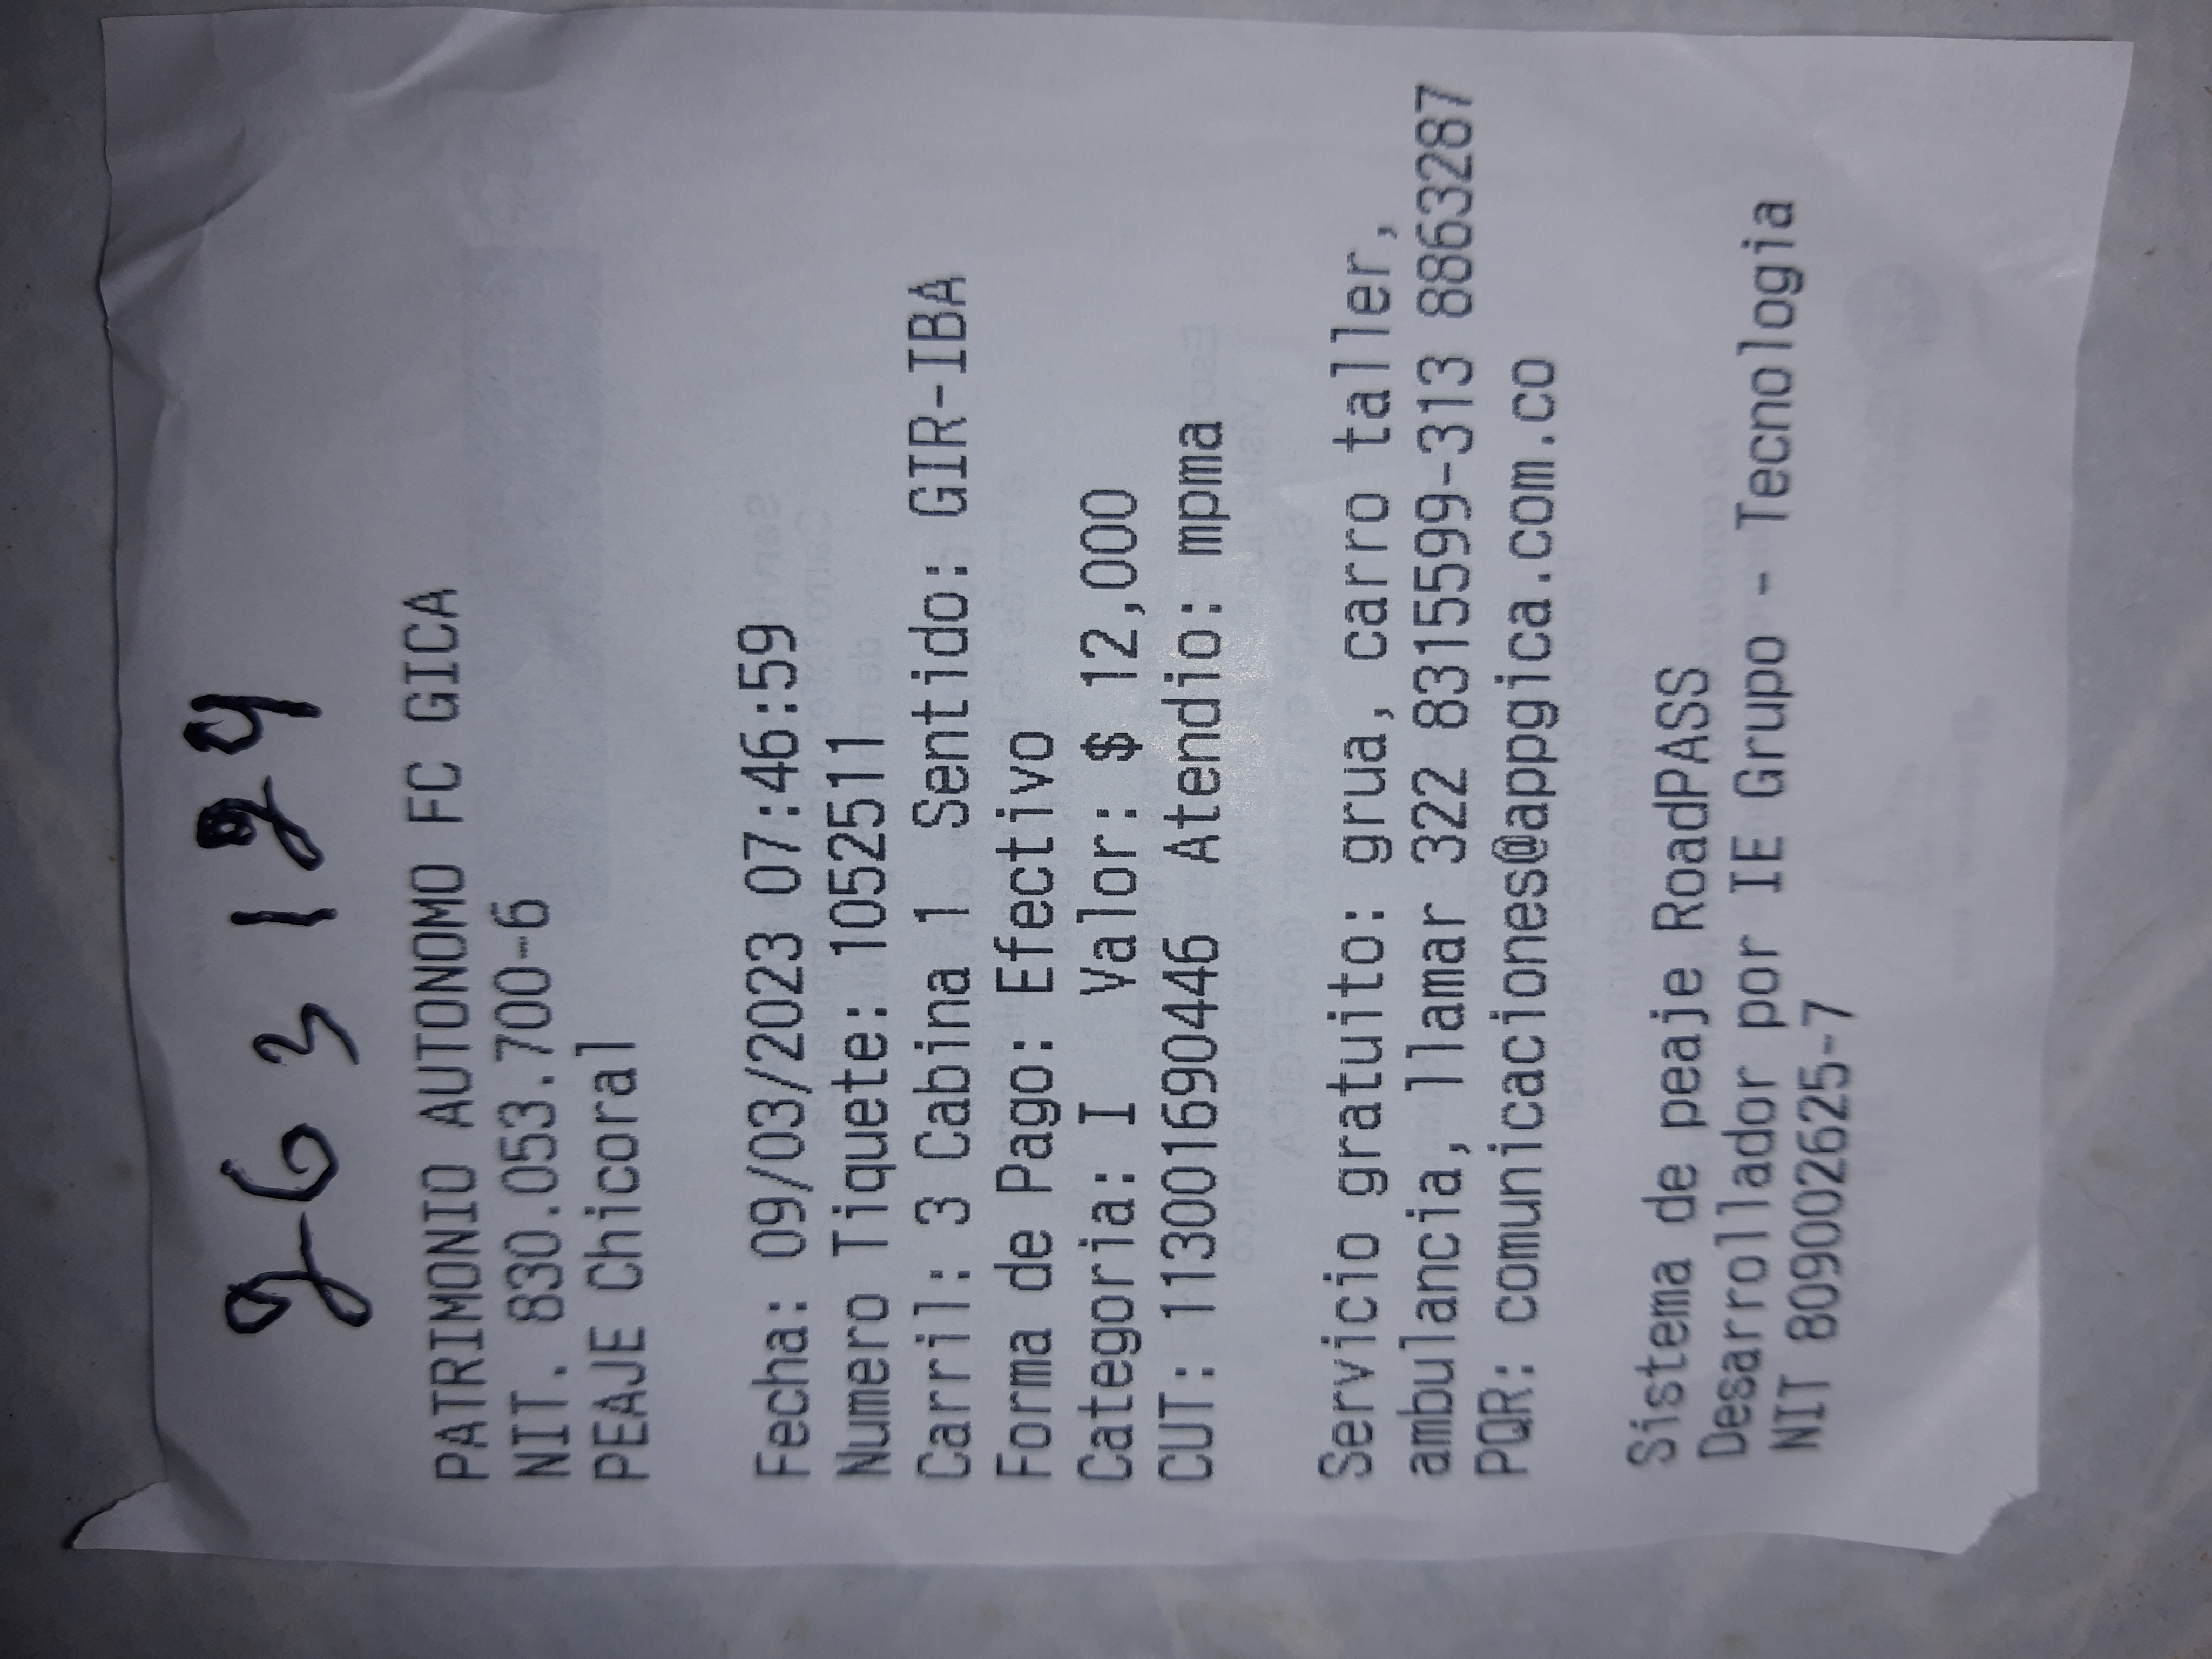 263129
PATRIMONIO AUTONOMO FC GICA
NIT. 830.053.700-6
PEAJE Chicoral
Fecha: 09/03/2023 07:46:59
Numero Tiquete: 1052511
Carril: 3 Cabina 1 Sentido: GIR-IBA
Forma de Pago: Efectivo
Categoria: I Valor: $ 12,000
CUT: 113001690446 Atendio: mpma
Servicio gratuito: grua, carro taller,
ambulancia, llamar 322 8315599-313 8863287
PQR: comunicaciones@appgica.com.co
Sistema de peaje RoadPASS
Desarrollador por IE Grupo - Tecnologia
NIT 809002625-7